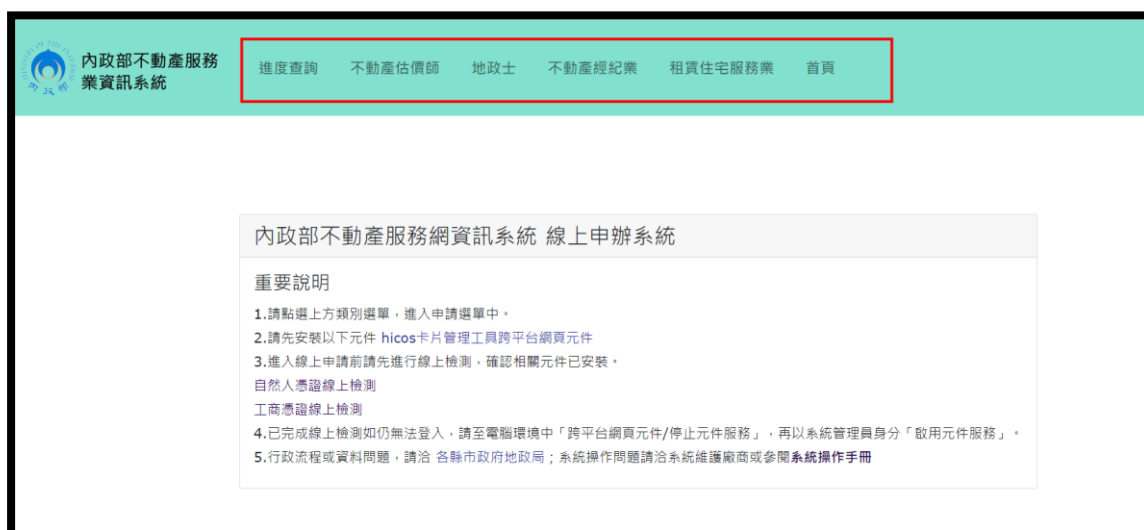 內政部不動產服務
業資訊系統
進度查詢 不動產估價師 地政士 不動產經紀業 租賃住宅服務業 首頁
內政部不動產服務網資訊系統 線上申辦系統
重要說明
1.請點選上方類別選單，進入申請選單中。
2.請先安裝以下元件 hicos卡片管理工具跨平台網頁元件
3.進入線上申請前請先進行線上檢測，確認相關元件已安裝。
自然人憑證線上檢測
工商憑證線上檢測
4.已完成線上檢測如仍無法登入，請至電腦環境中「跨平台網頁元件/停止元件服務」，再以系統管理員身分「啟用元件服務」。
5.行政流程或資料問題，請洽 各縣市政府地政局；系統操作問題請洽系統維護廠商或參閱系統操作手冊